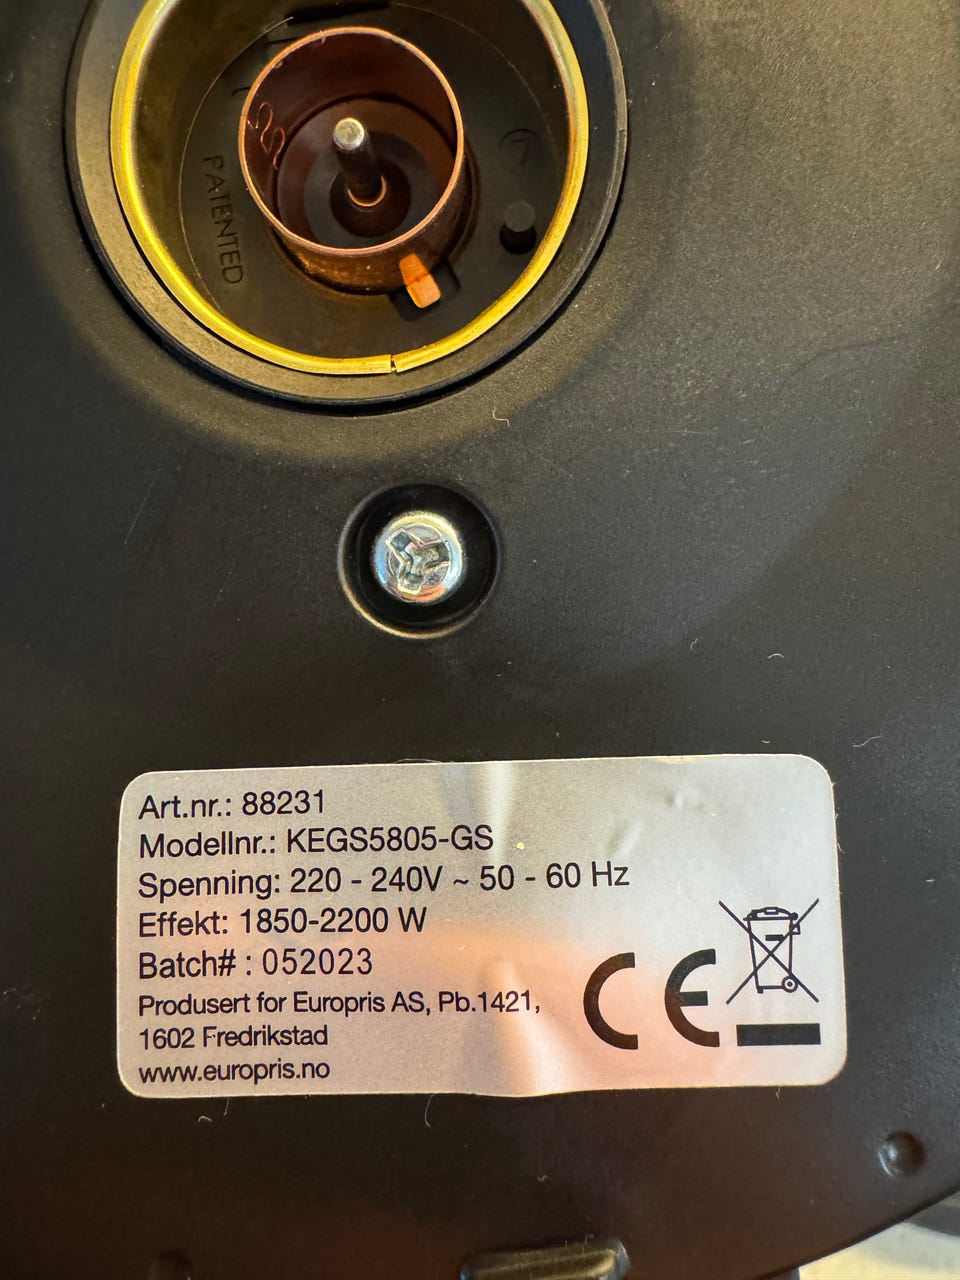 PATENTED
Art.nr.: 88231
Modellnr.: KEGS5805-GS
Spenning: 220 - 240V ~ 50 - 60 Hz
Effekt: 1850-2200 W
Batch# : 052023
Produsert for Europris AS, Pb.1421,
1602 Fredrikstad
www.europris.no
CE